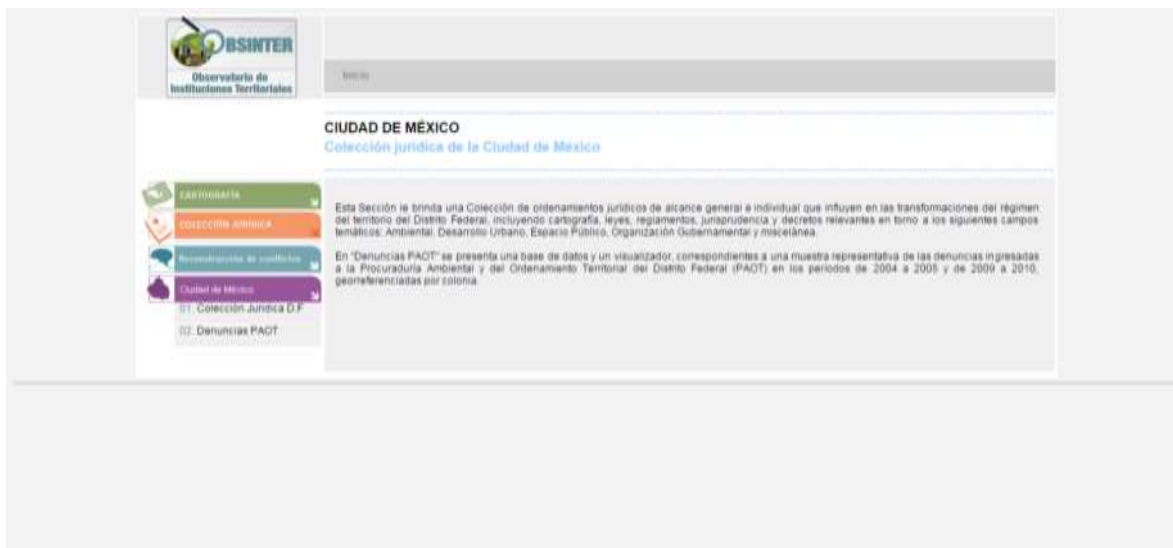 OBSINTER
Observatorio de
Instituciones Territoriales
Inicio
CIUDAD DE MÉXICO
Colección jurídica de la Ciudad de México
CARTOGRAFÍA
COLECCIÓN JURÍDICA
Reconstrucción de conflictos
Ciudad de México
01. Colección Jurídica D.F
02. Denuncias PAOT
Esta Sección le brinda una Colección de ordenamientos jurídicos de alcance general e individual que influyen en las transformaciones del régimen
del territorio del Distrito Federal, incluyendo cartografía, leyes, reglamentos, jurisprudencia y decretos relevantes en torno a los siguientes campos
temáticos: Ambiental, Desarrollo Urbano, Espacio Público, Organización Gubernamental y miscelánea.
En "Denuncias PAOT" se presenta una base de datos y un visualizador, correspondientes a una muestra representativa de las denuncias ingresadas
a la Procuraduría Ambiental y del Ordenamiento Territorial del Distrito Federal (PAOT) en los periodos de 2004 a 2005 y de 2009 a 2010,
georreferenciadas por colonia.